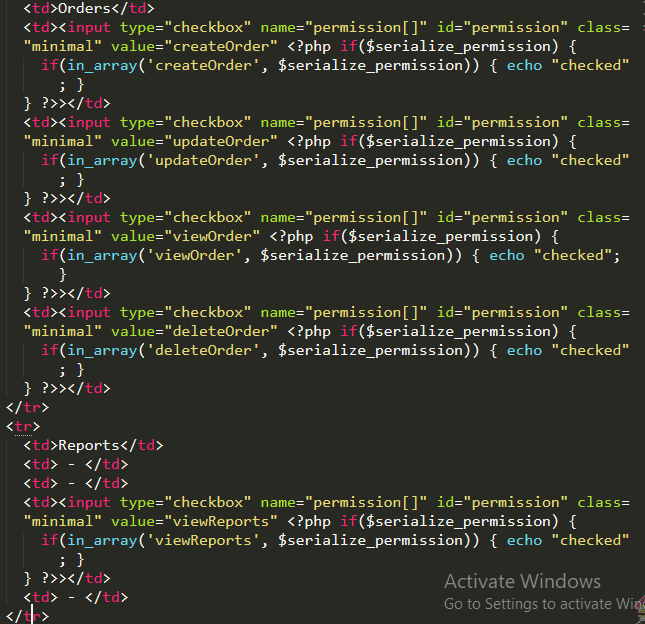 <td>Orders</td>
<td><input type="checkbox" name="permission[]" id="permission" class=
"minimal" value="createOrder" <?php if($serialize_permission) {
if(in_array('createOrder', $serialize_permission)) { echo "checked"
; }
} ?>></td>
<td><input type="checkbox" name="permission[]" id="permission" class=
"minimal" value="updateOrder" <?php if($serialize_permission) {
if(in_array('updateOrder', $serialize_permission)) { echo "checked"
; }
} ?>></td>
<td><input type="checkbox" name="permission[]" id="permission" class=
"minimal" value="viewOrder" <?php if($serialize_permission) {
if(in_array('viewOrder', $serialize_permission)) { echo "checked";
}
} ?>></td>
<td><input type="checkbox" name="permission[]" id="permission" class=
"minimal" value="deleteOrder" <?php if($serialize_permission) {
if(in_array('deleteOrder', $serialize_permission)) { echo "checked"
; }
} ?>></td>
</tr>
<tr>
<td>Reports</td>
<td> - </td>
<td> - </td>
<td><input type="checkbox" name="permission[]" id="permission" class=
"minimal" value="viewReports" <?php if($serialize_permission) {
if(in_array('viewReports', $serialize_permission)) { echo "checked"
; }
} ?>></td>
<td> - </td>
</tr>
Activate Windows
Go to Settings to activate